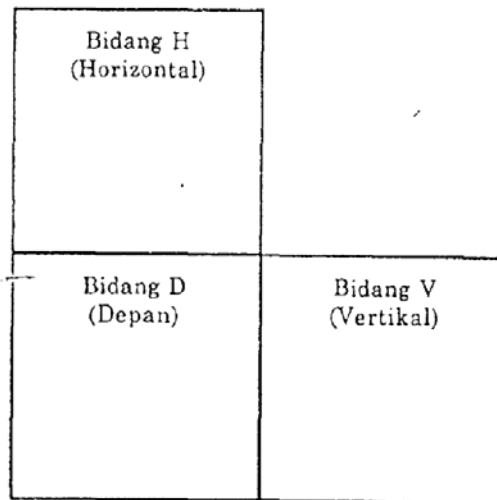 Bidang H
(Horizontal)
Bidang D
(Depan)
Bidang V
(Vertikal)